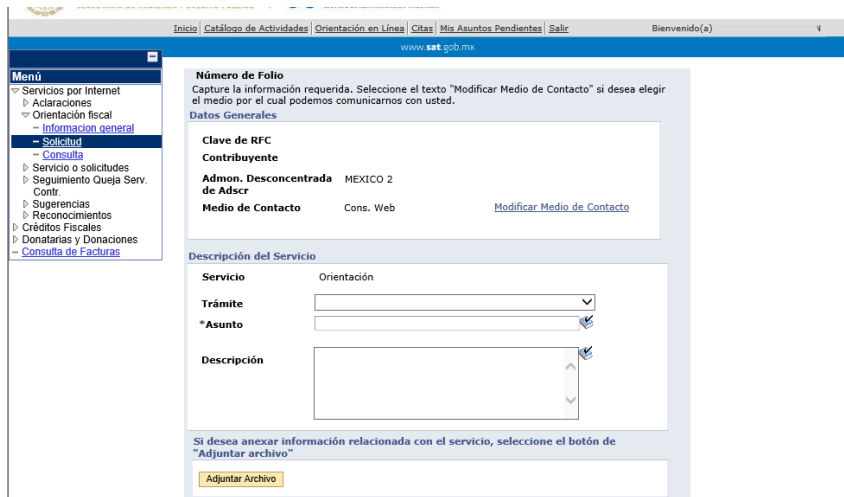 Inicio Catálogo de Actividades Orientación en Línea Citas Mis Asuntos Pendientes Salir Bienvenido(a)
www.sat.gob.mx
Menú
Servicios por Internet
Aclaraciones
Orientación fiscal
Informacion general
Solicitud
Consulta
Servicio o solicitudes
Seguimiento Queja Serv.
Contr.
Sugerencias
Reconocimientos
Créditos Fiscales
Donatarias y Donaciones
Consulta de Facturas
Número de Folio
Capture la información requerida. Seleccione el texto "Modificar Medio de Contacto" si desea elegir
el medio por el cual podemos comunicarnos con usted.
Datos Generales
Clave de RFC
Contribuyente
Admon. Desconcentrada MEXICO 2
de Adscr
Medio de Contacto Cons. Web Modificar Medio de Contacto
Descripción del Servicio
Servicio Orientación
Trámite
*Asunto
Descripción
Si desea anexar información relacionada con el servicio, seleccione el botón de
"Adjuntar archivo"
Adjuntar Archivo